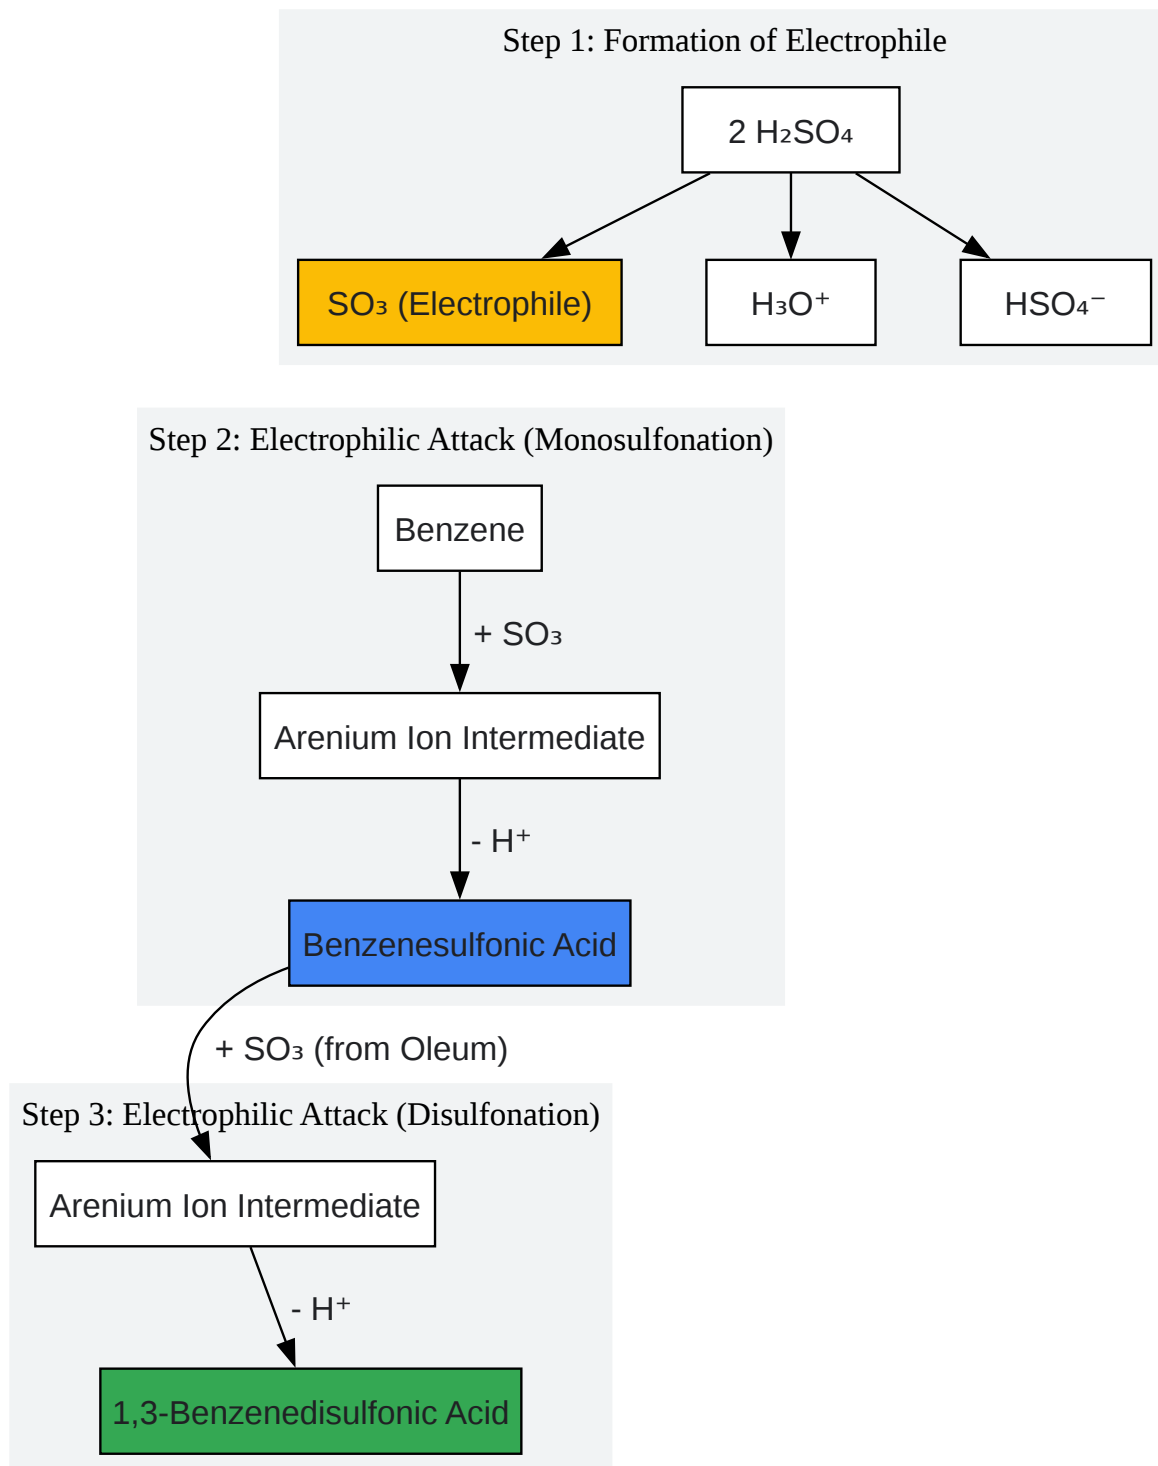 Step 1: Formation of Electrophile
2 H₂SO₄
SO₃ (Electrophile)
H₃O⁺
HSO₄⁻
Step 2: Electrophilic Attack (Monosulfonation)
Benzene
+ SO₃
Arenium Ion Intermediate
- H⁺
Benzenesulfonic Acid
+ SO₃ (from Oleum)
Step 3: Electrophilic Attack (Disulfonation)
Arenium Ion Intermediate
- H⁺
1,3-Benzenedisulfonic Acid